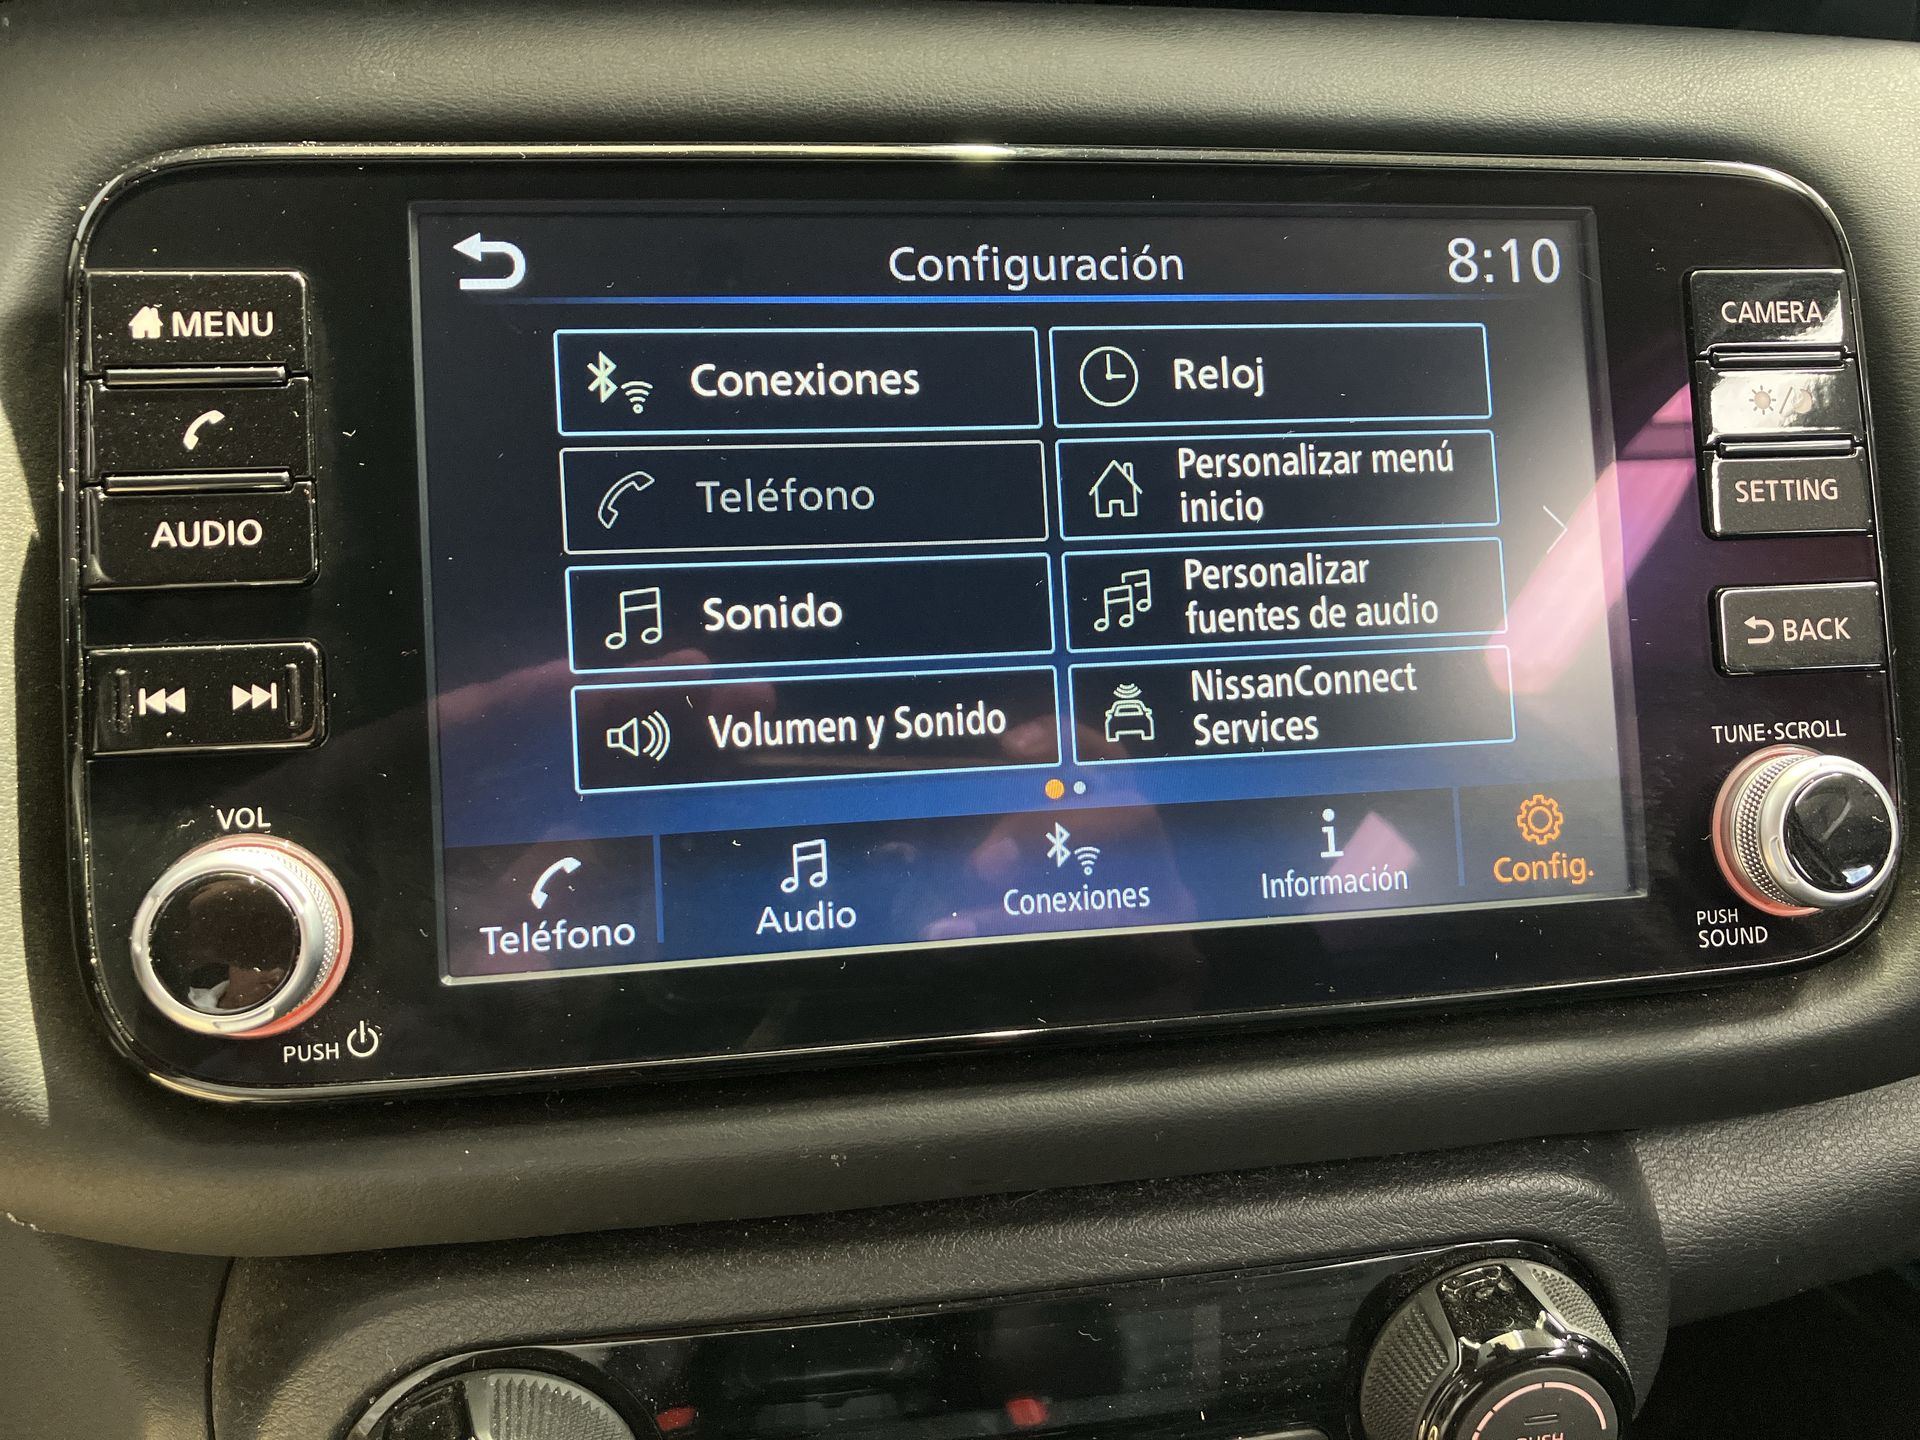 Configuración
8:10
MENU
AUDIO
VOL
PUSH
Conexiones
Teléfono
Sonido
Volumen y Sonido
Reloj
Personalizar menú
inicio
Personalizar
fuentes de audio
NissanConnect
Services
Teléfono
Audio
Conexiones
Información
Config.
CAMERA
SETTING
BACK
TUNE·SCROLL
PUSH
SOUND
PUSH